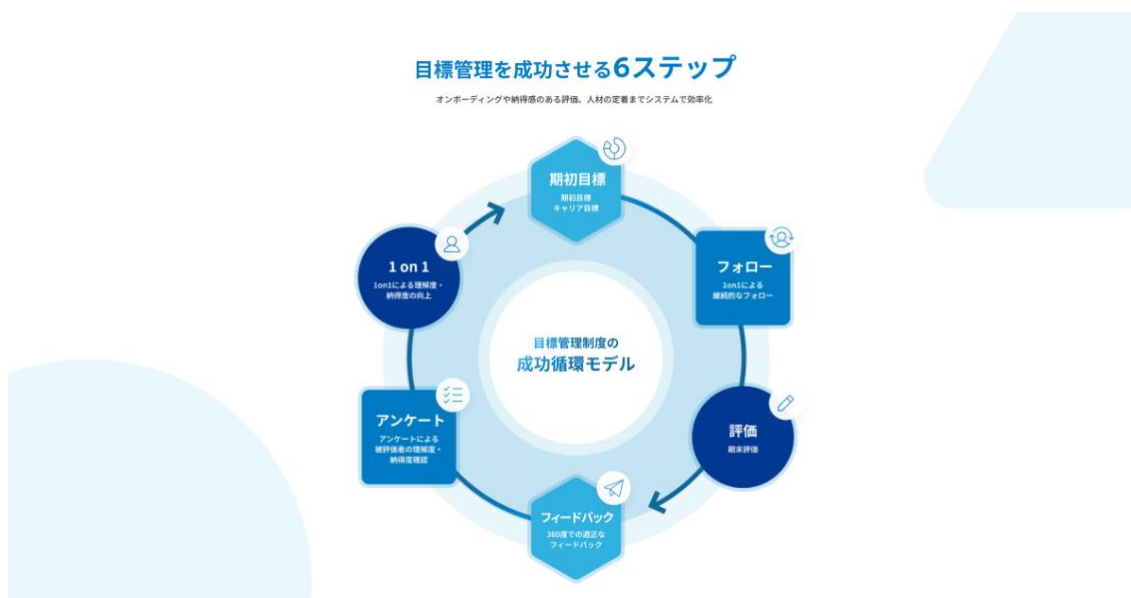 目標管理を成功させる6ステップ
オンボーディングや納得感のある評価、人材の定着までシステムで効率化
期初目標
期初目標
キャリア目標
フォロー
1on1による
継続的なフォロー
評価
期末評価
フィードバック
360度での適正な
フィードバック
アンケート
アンケートによる
被評価者の理解度・
納得度確認
1 on 1
1on1による理解度・
納得度の向上
目標管理制度の
成功循環モデル